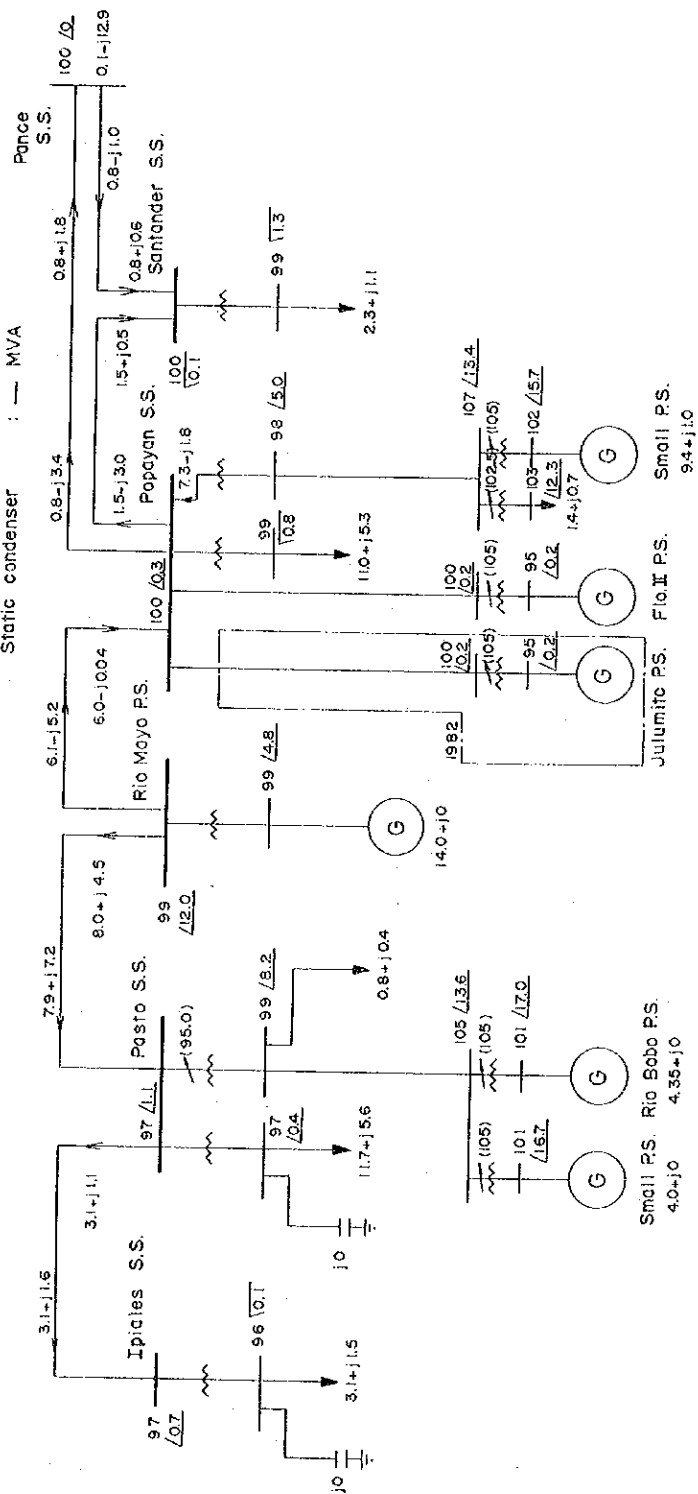 Static condenser : — MVA
Pance S.S.
100 /0
0.1-j12.9
0.8+j1.8
0.8-j1.0
0.8-j3.4
0.8+j0.6
Santander S.S.
1.5+j0.5
100 \0.1
99 \1.3
2.3+j1.1
1.5-j3.0
Popayan S.S.
7.3-j1.8
100 /0.3
98 /5.0
99 \0.8
11.0+j5.3
107 /13.4
(102.5)
(105)
103 /12.3
102 /15.7
1.4+j0.7
G
Small P.S.
9.4+j1.0
100 /0.2
(105)
95 /0.2
G
Flo.II P.S.
100 /0.2
(105)
95 /0.2
G
Julumito P.S.
1982
6.1-j5.2
6.0-j0.04
Rio Mayo P.S.
99 /12.0
99 /4.8
G
14.0+j0
7.9+j7.2
8.0+j4.5
Pasto S.S.
97 /1.1
(95.0)
99 /8.2
0.8+j0.4
97 /0.4
11.7+j5.6
j0
105 /13.6
(105)
(105)
101 /16.7
101 /17.0
G
G
Small P.S.
4.0+j0
Rio Bobo P.S.
4.35+j0
3.1+j1.6
3.1+j1.1
Ipiales S.S.
97 /0.7
96 \0.1
3.1+j1.5
j0